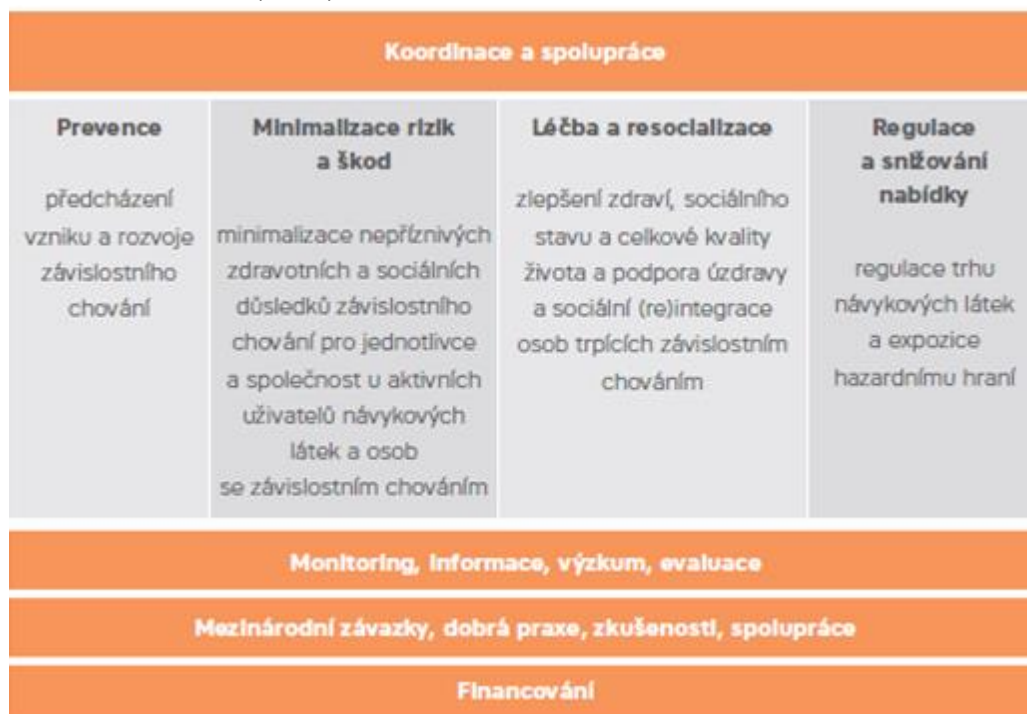 Koordinace a spolupráce
Prevence
předcházení
vzniku a rozvoje
závislostního
chování
Minimalizace rizik
a škod
minimalizace nepříznivých
zdravotních a sociálních
důsledků závislostního
chování pro jednotlivce
a společnost u aktivních
uživatelů návykových
látek a osob
se závislostním chováním
Léčba a resocializace
zlepšení zdraví, sociálního
stavu a celkové kvality
života a podpora úzdravy
a sociální (re)integrace
osob trpících závislostním
chováním
Regulace
a snižování
nabídky
regulace trhu
návykových látek
a expozice
hazardnímu hraní
Monitoring, informace, výzkum, evaluace
Mezinárodní závazky, dobrá praxe, zkušenosti, spolupráce
Financování